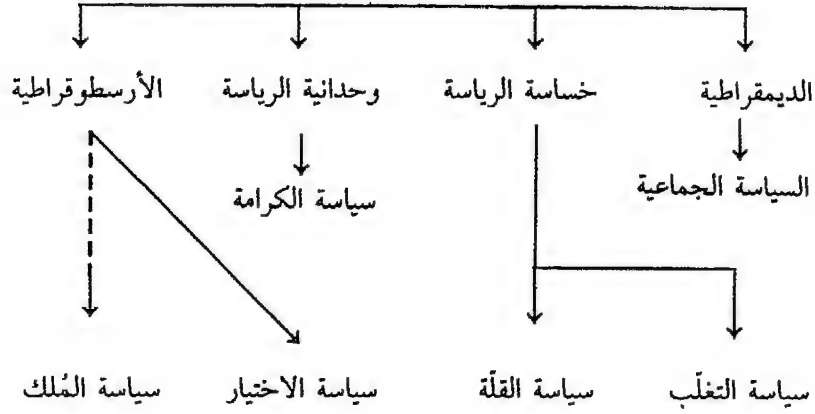 الديمقراطية خساسة الرياسة وحدانية الرياسة الأرسطوقراطية
السياسة الجماعية سياسة الكرامة
سياسة التغلّب سياسة القلّة سياسة الاختيار سياسة المُلك